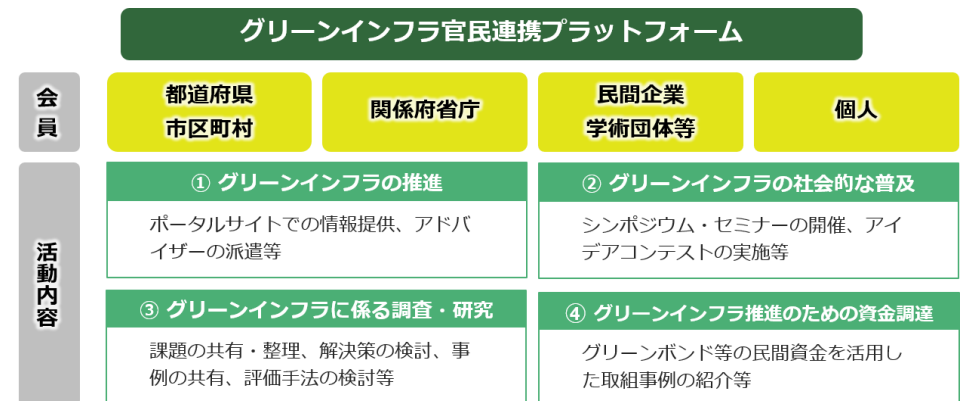 グリーンインフラ官民連携プラットフォーム
会
員
都道府県
市区町村
関係府省庁
民間企業
学術団体等
個人
活
動
内
容
① グリーンインフラの推進
ポータルサイトでの情報提供、アドバ
イザーの派遣等
② グリーンインフラの社会的な普及
シンポジウム・セミナーの開催、アイ
デアコンテストの実施等
③ グリーンインフラに係る調査・研究
課題の共有・整理、解決策の検討、事
例の共有、評価手法の検討等
④ グリーンインフラ推進のための資金調達
グリーンボンド等の民間資金を活用し
た取組事例の紹介等